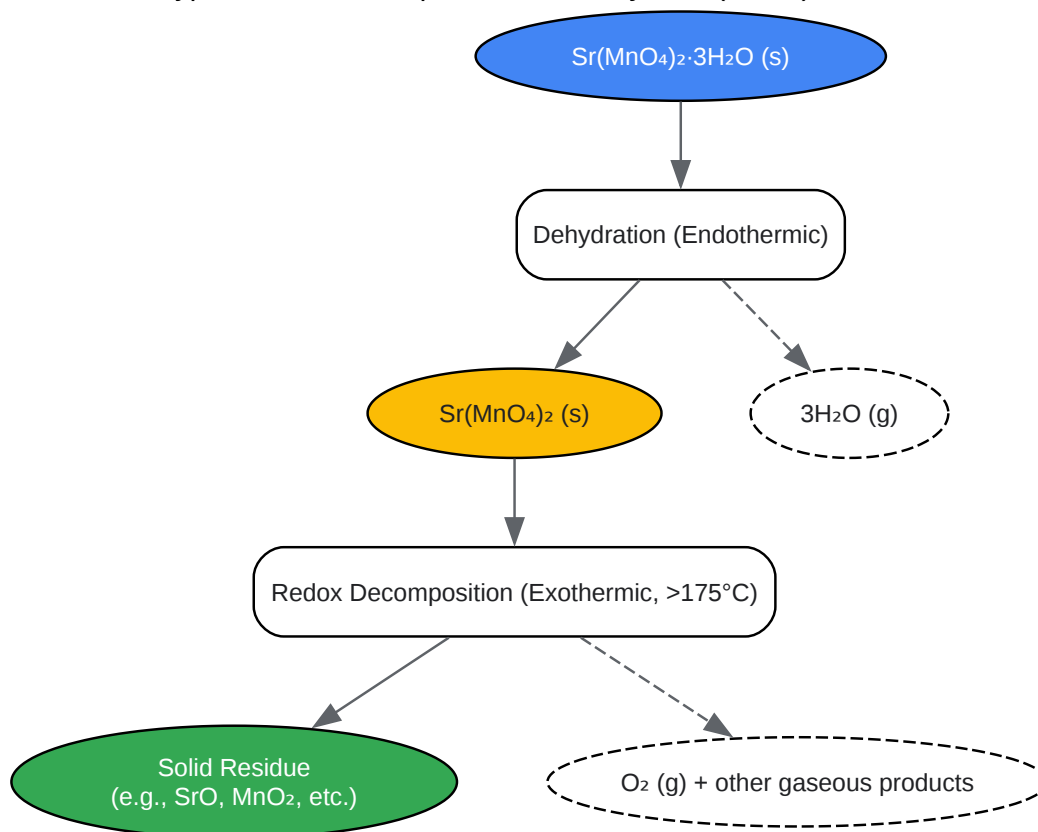 Sr(MnO₄)₂·3H₂O (s)
Dehydration (Endothermic)
Sr(MnO₄)₂ (s)
3H₂O (g)
Redox Decomposition (Exothermic, >175°C)
Solid Residue
(e.g., SrO, MnO₂, etc.)
O₂ (g) + other gaseous products